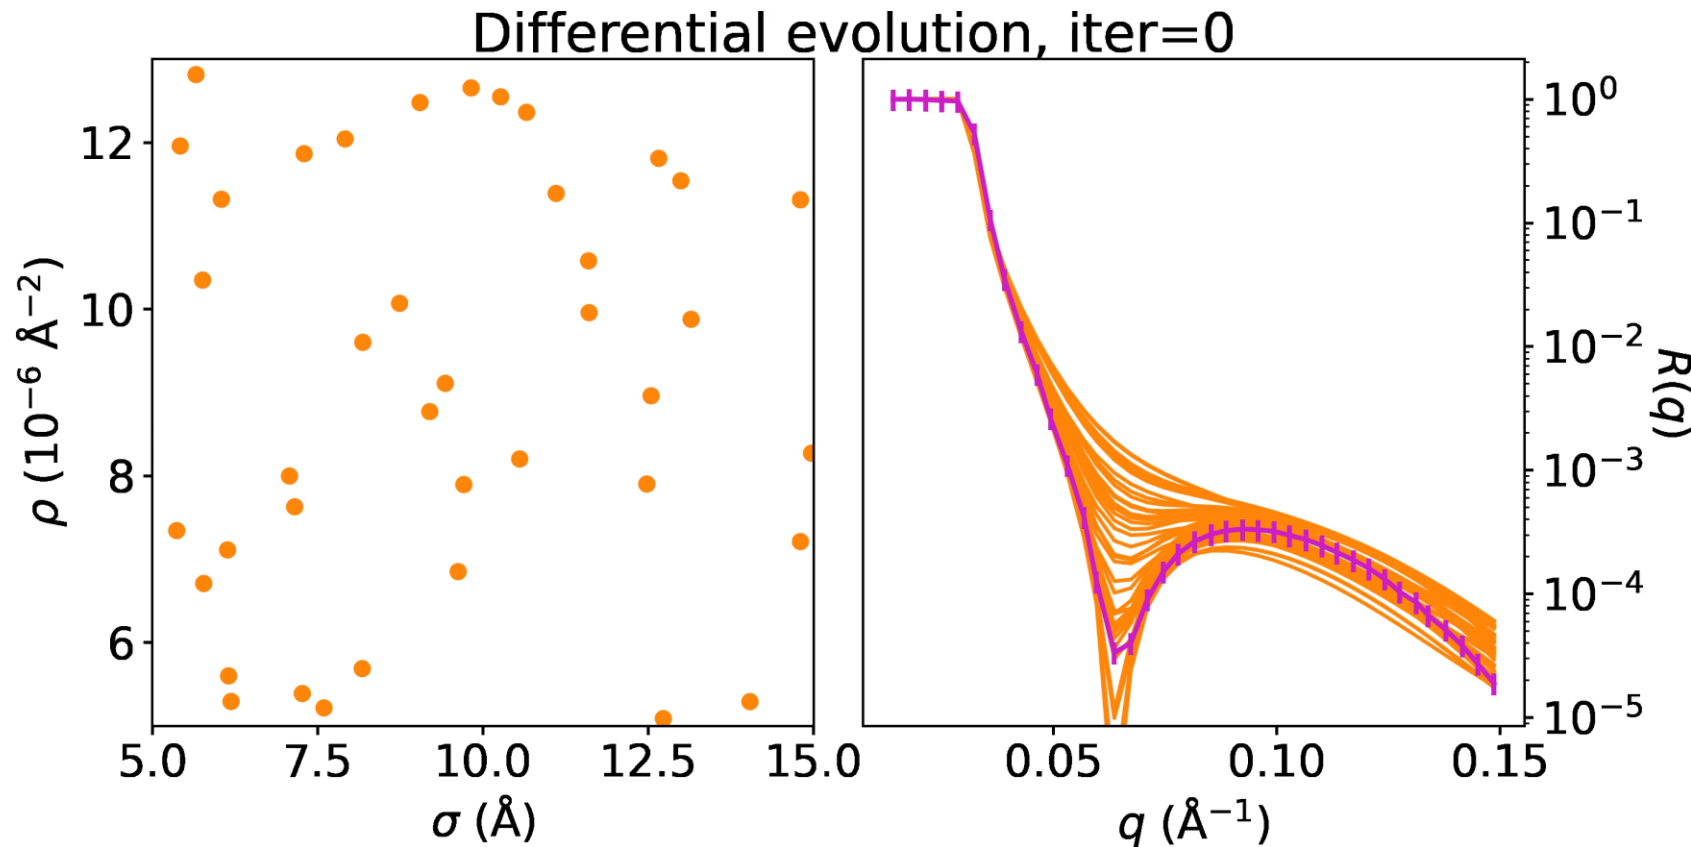 Differential evolution, iter=0
12
10
8
6
ρ (10⁻⁶ Å⁻²)
5.0 7.5 10.0 12.5 15.0
σ (Å)
10⁰
10⁻¹
10⁻²
10⁻³
10⁻⁴
10⁻⁵
R(q)
0.05 0.10 0.15
q (Å⁻¹)